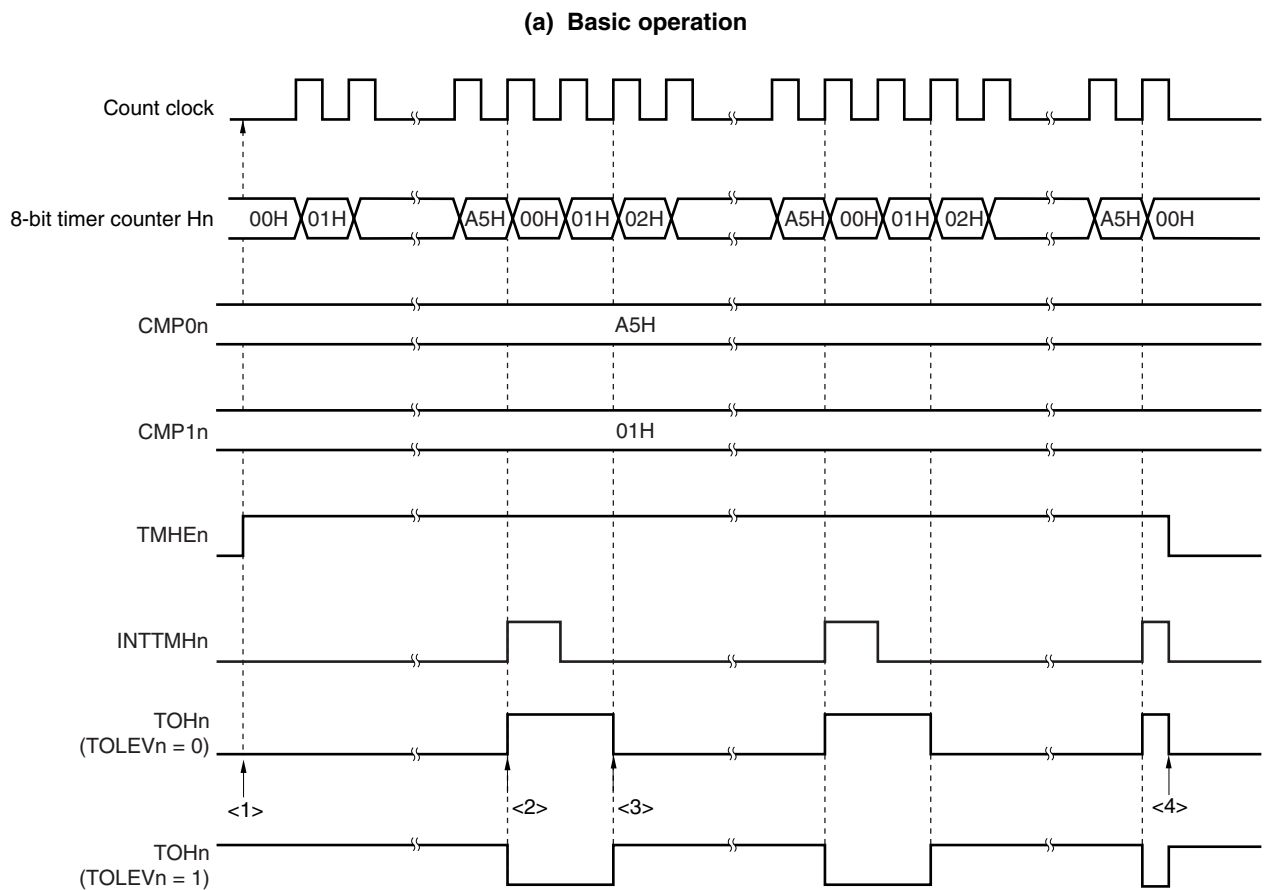 (a) Basic operation
Count clock
8-bit timer counter Hn 00H 01H A5H 00H 01H 02H A5H 00H 01H 02H A5H 00H
CMP0n A5H
CMP1n 01H
TMHEn
INTTMHn
TOHn
(TOLEVn = 0)
<1> <2> <3> <4>
TOHn
(TOLEVn = 1)